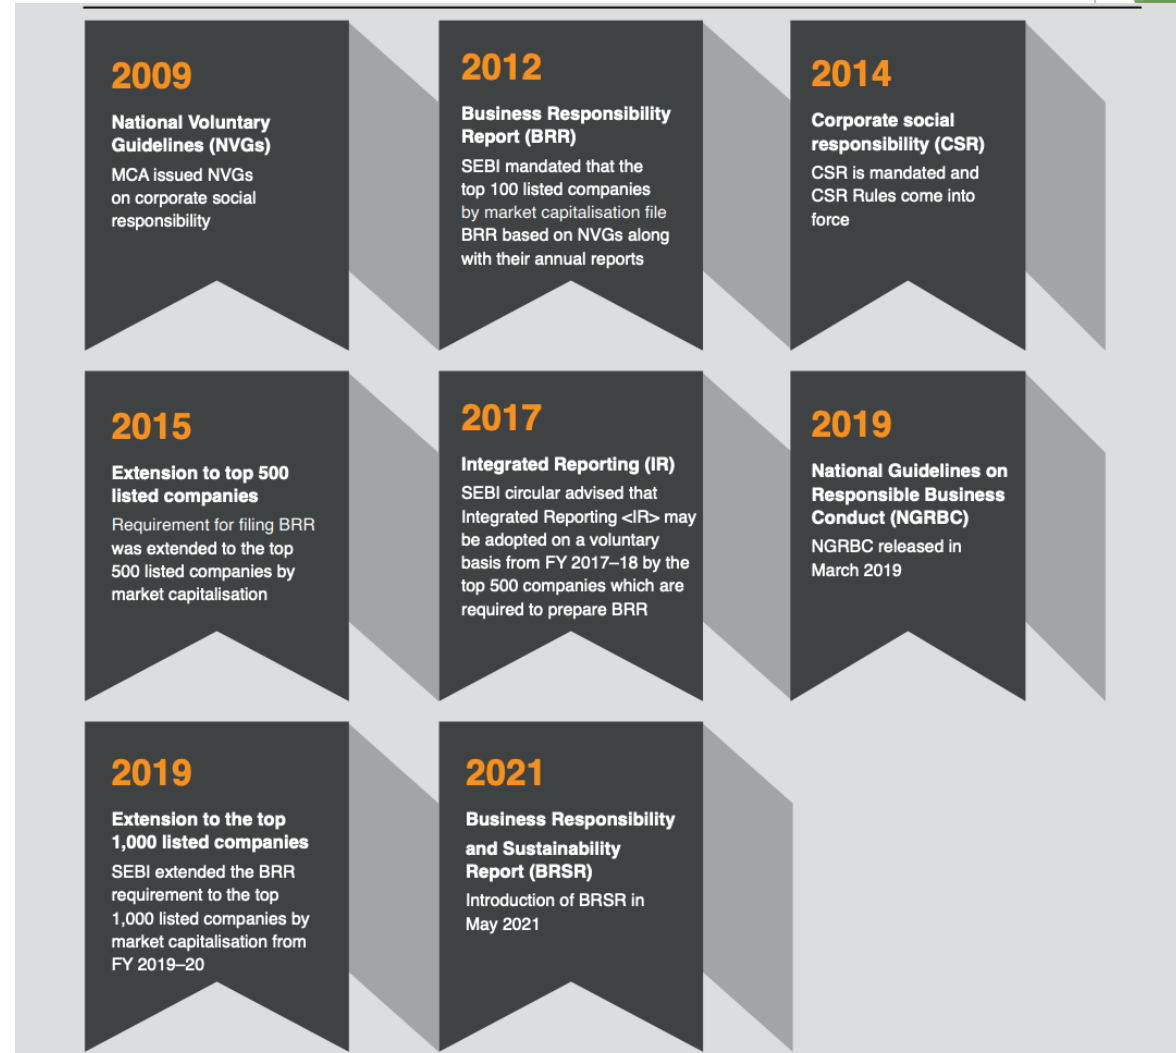 2009
National Voluntary
Guidelines (NVGs)
MCA issued NVGs
on corporate social
responsibility
2012
Business Responsibility
Report (BRR)
SEBI mandated that the
top 100 listed companies
by market capitalisation file
BRR based on NVGs along
with their annual reports
2014
Corporate social
responsibility (CSR)
CSR is mandated and
CSR Rules come into
force
2015
Extension to top 500
listed companies
Requirement for filing BRR
was extended to the top
500 listed companies by
market capitalisation
2017
Integrated Reporting (IR)
SEBI circular advised that
Integrated Reporting <IR> may
be adopted on a voluntary
basis from FY 2017–18 by the
top 500 companies which are
required to prepare BRR
2019
National Guidelines on
Responsible Business
Conduct (NGRBC)
NGRBC released in
March 2019
2019
Extension to the top
1,000 listed companies
SEBI extended the BRR
requirement to the top
1,000 listed companies by
market capitalisation from
FY 2019–20
2021
Business Responsibility
and Sustainability
Report (BRSR)
Introduction of BRSR in
May 2021